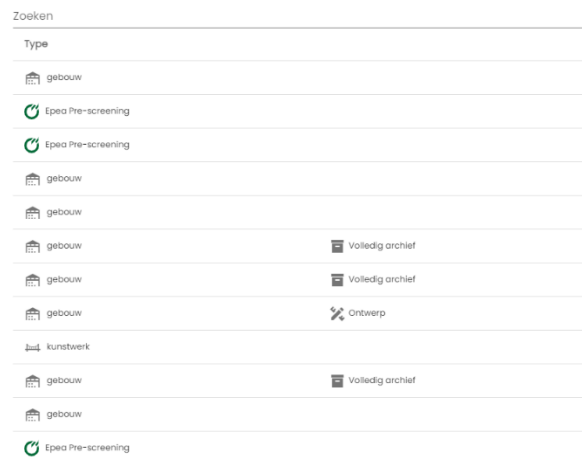 Zoeken
Type
gebouw
Epea Pre-screening
Epea Pre-screening
gebouw
gebouw
gebouw Volledig archief
gebouw Volledig archief
gebouw Ontwerp
kunstwerk
gebouw Volledig archief
gebouw
Epea Pre-screening